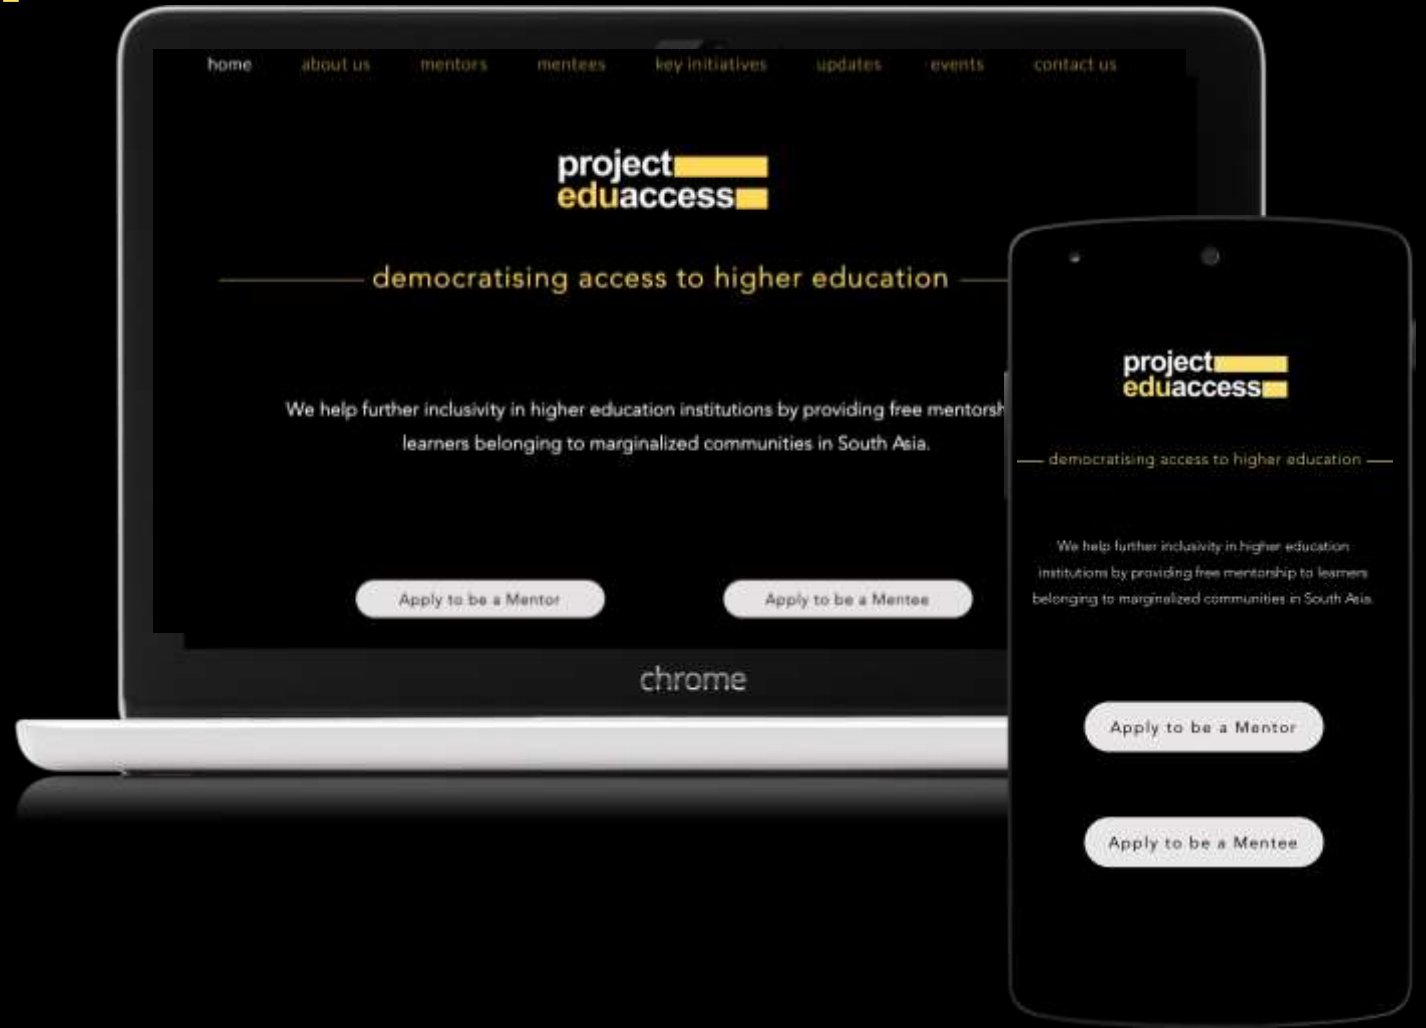 home about us mentors mentees key initiatives updates events contact us
project
eduaccess
democratising access to higher education
We help further inclusivity in higher education institutions by providing free mentorsh
learners belonging to marginalized communities in South Asia.
Apply to be a Mentor Apply to be a Mentee
chrome
project
eduaccess
democratising access to higher education
We help further inclusivity in higher education
institutions by providing free mentorship to learners
belonging to marginalized communities in South Asia.
Apply to be a Mentor
Apply to be a Mentee